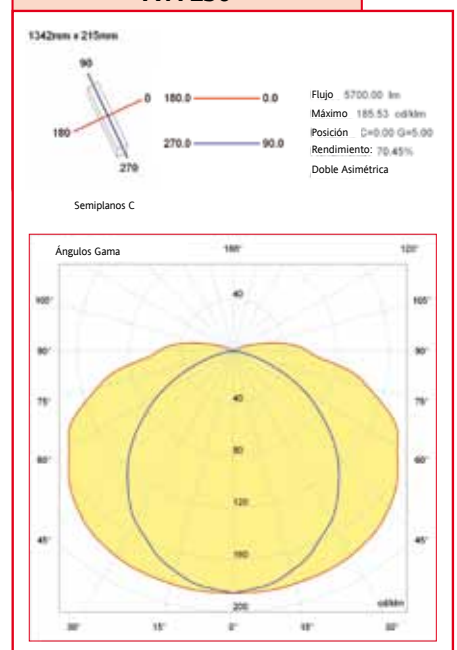 1342mm x 215mm
90
0
180
270
180.0 0.0
270.0 90.0
Flujo 5700.00 lm
Máximo 185.53 cd/klm
Posición C=0.00 G=5.00
Rendimiento: 70.45%
Doble Asimétrica
Semiplanos C
Ángulos Gama
180° 120°
105° 40 105°
90° 90°
75° 40 75°
60° 80 60°
120
45° 160 45°
200 cd/klm
30° 15° 0° 15° 30°